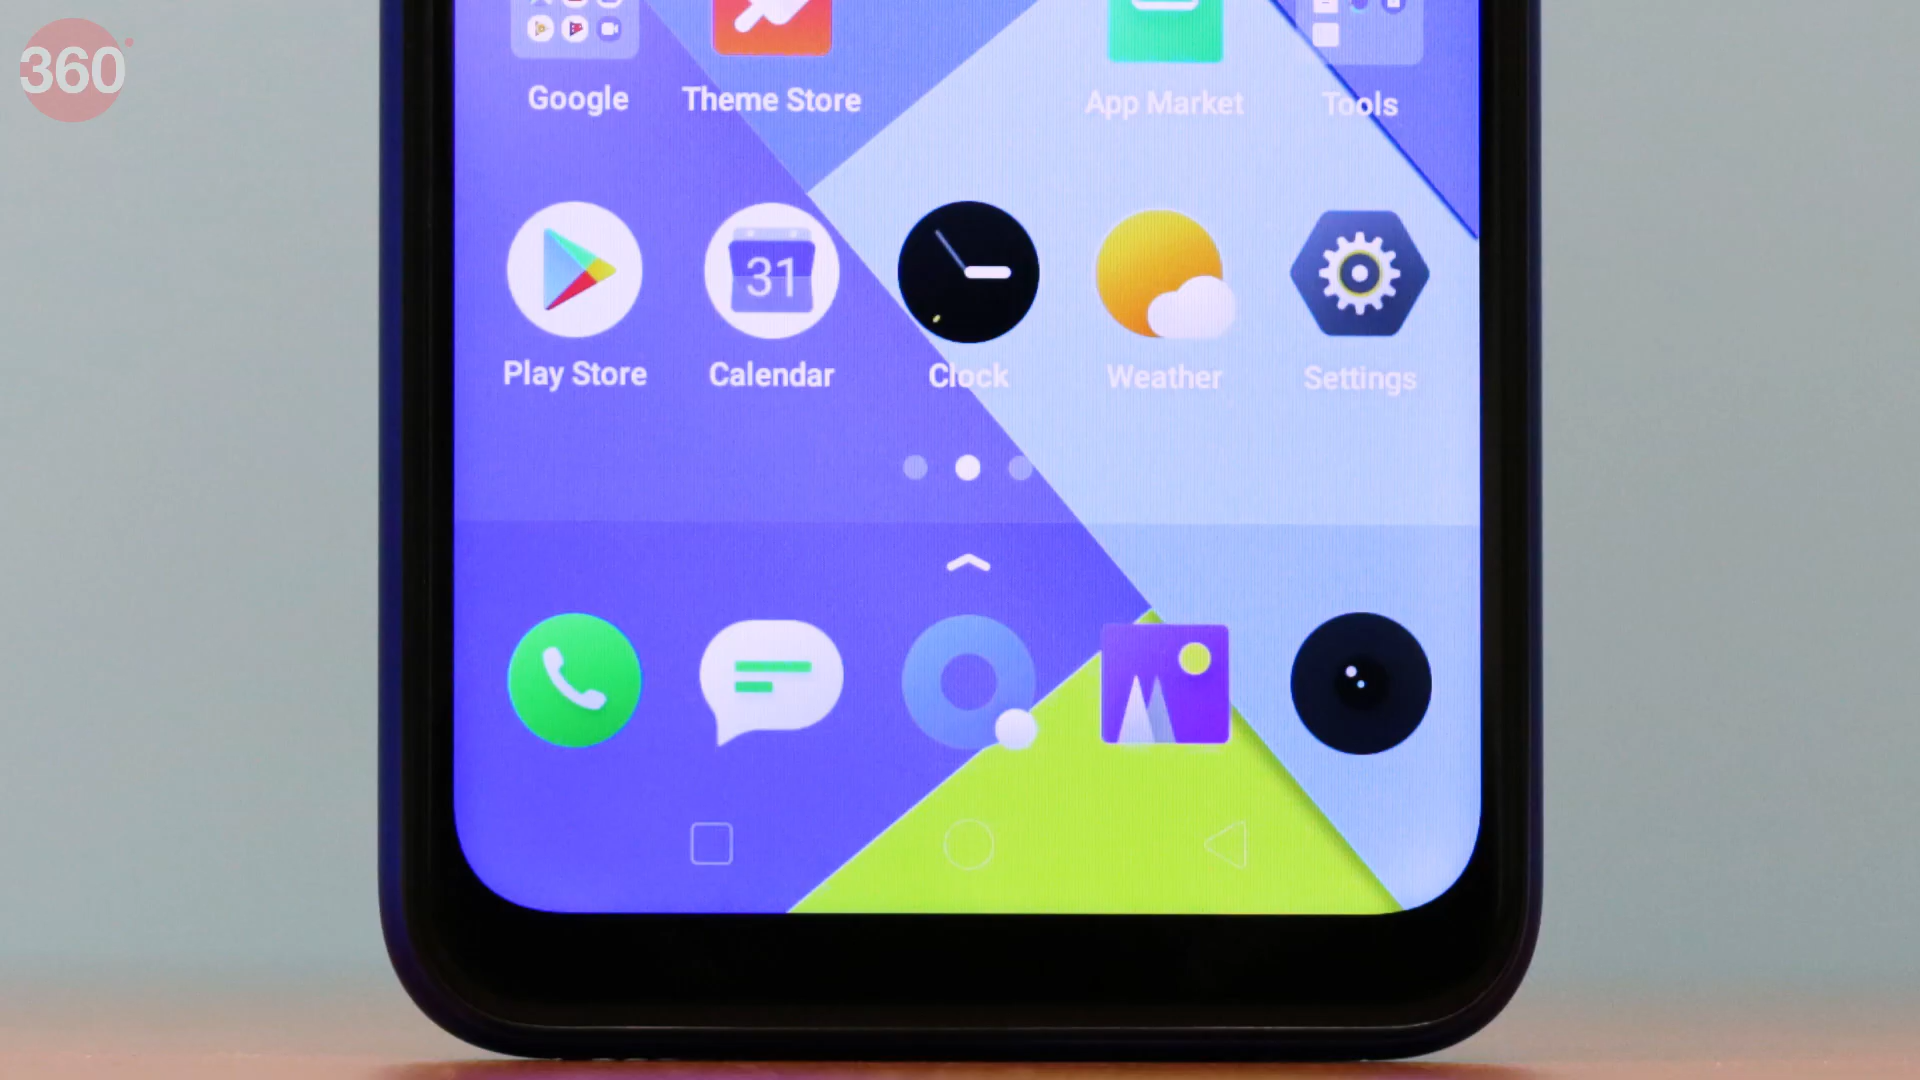 360
Google
Theme Store
App Market
Tools
31
Play Store
Calendar
Clock
Weather
Settings